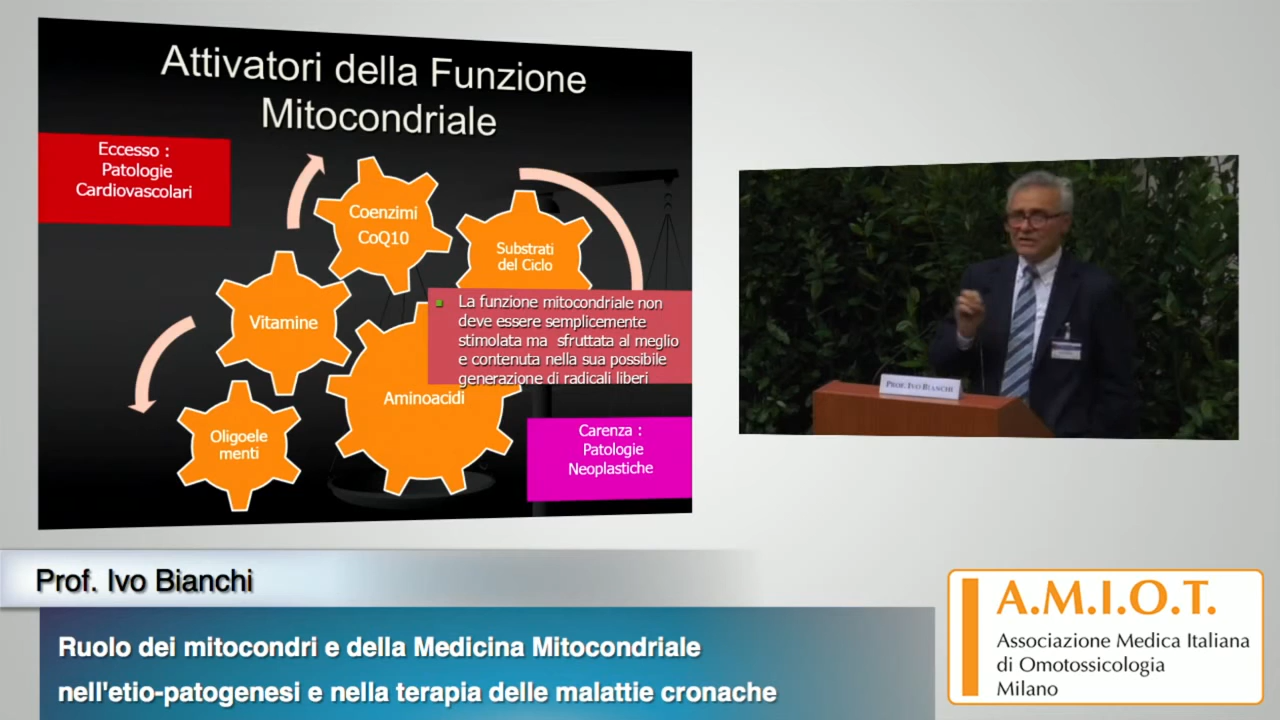 Attivatori della Funzione
Mitocondriale
Eccesso :
Patologie
Cardiovascolari
Coenzimi
CoQ10
Substrati
del Ciclo
Vitamine
La funzione mitocondriale non
deve essere semplicemente
stimolata ma sfruttata al meglio
e contenuta nella sua possibile
generazione di radicali liberi
Aminoacidi
Oligoele
menti
Carenza :
Patologie
Neoplastiche
PROF. IVO BIANCHI
Prof. Ivo Bianchi
Ruolo dei mitocondri e della Medicina Mitocondriale
nell'etio-patogenesi e nella terapia delle malattie cronache
A.M.I.O.T.
Associazione Medica Italiana
di Omotossicologia
Milano